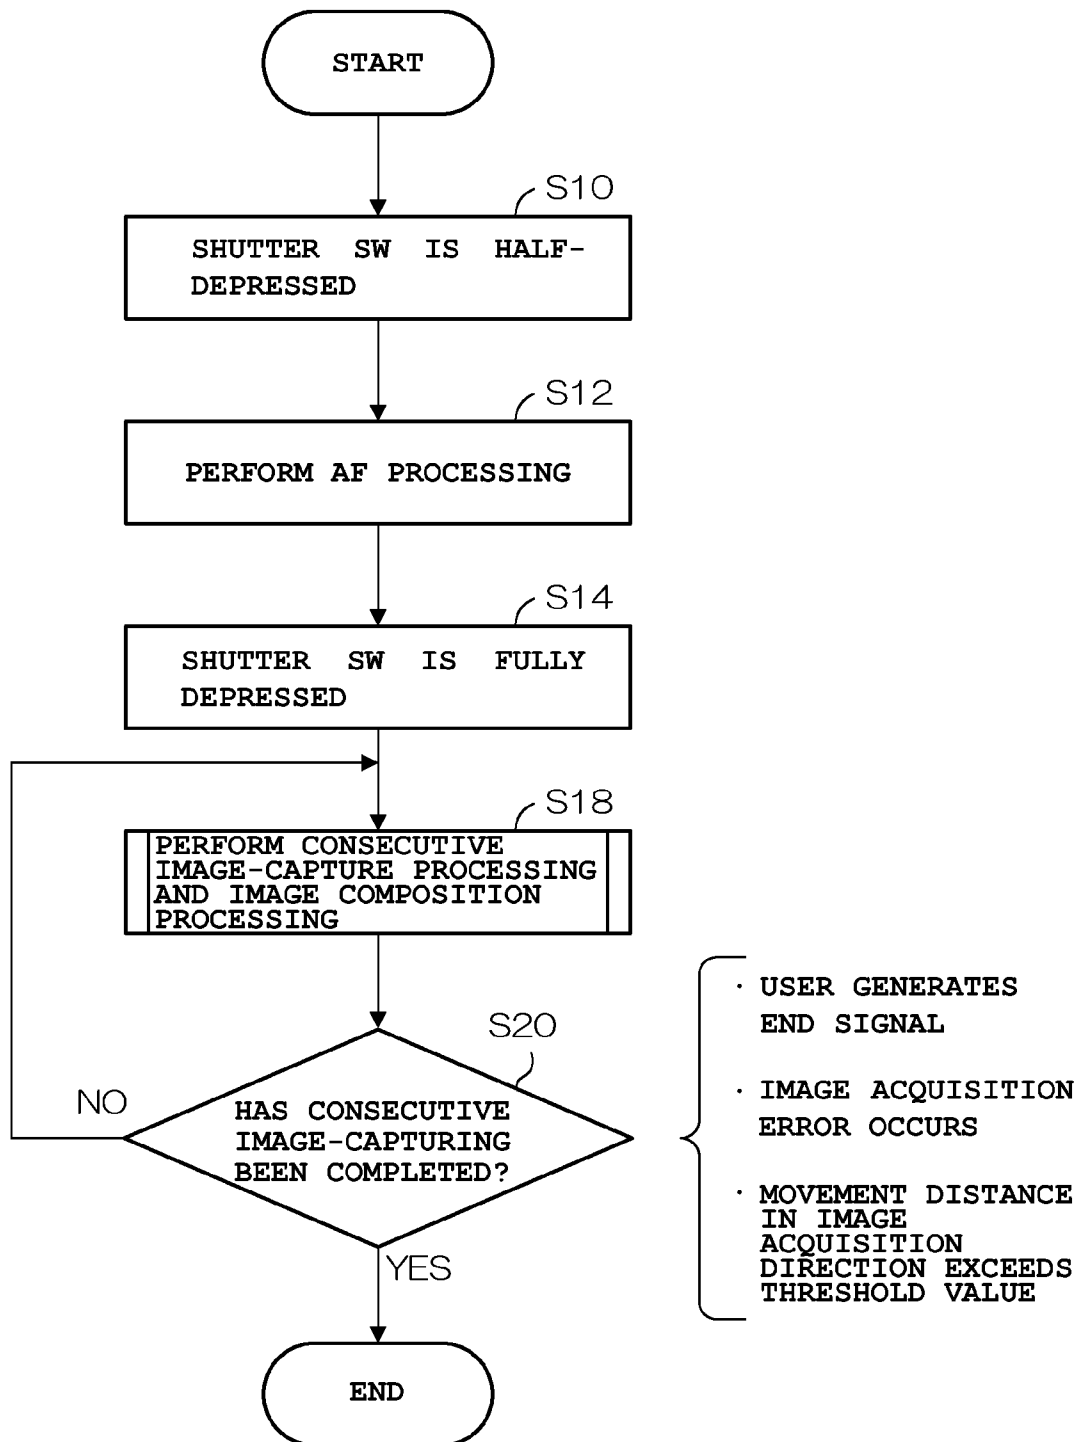 START
S10
SHUTTER SW IS HALF-
DEPRESSED
S12
PERFORM AF PROCESSING
S14
SHUTTER SW IS FULLY
DEPRESSED
S18
PERFORM CONSECUTIVE
IMAGE-CAPTURE PROCESSING
AND IMAGE COMPOSITION
PROCESSING
S20
NO
HAS CONSECUTIVE
IMAGE-CAPTURING
BEEN COMPLETED?
YES
· USER GENERATES
END SIGNAL
· IMAGE ACQUISITION
ERROR OCCURS
· MOVEMENT DISTANCE
IN IMAGE
ACQUISITION
DIRECTION EXCEEDS
THRESHOLD VALUE
END